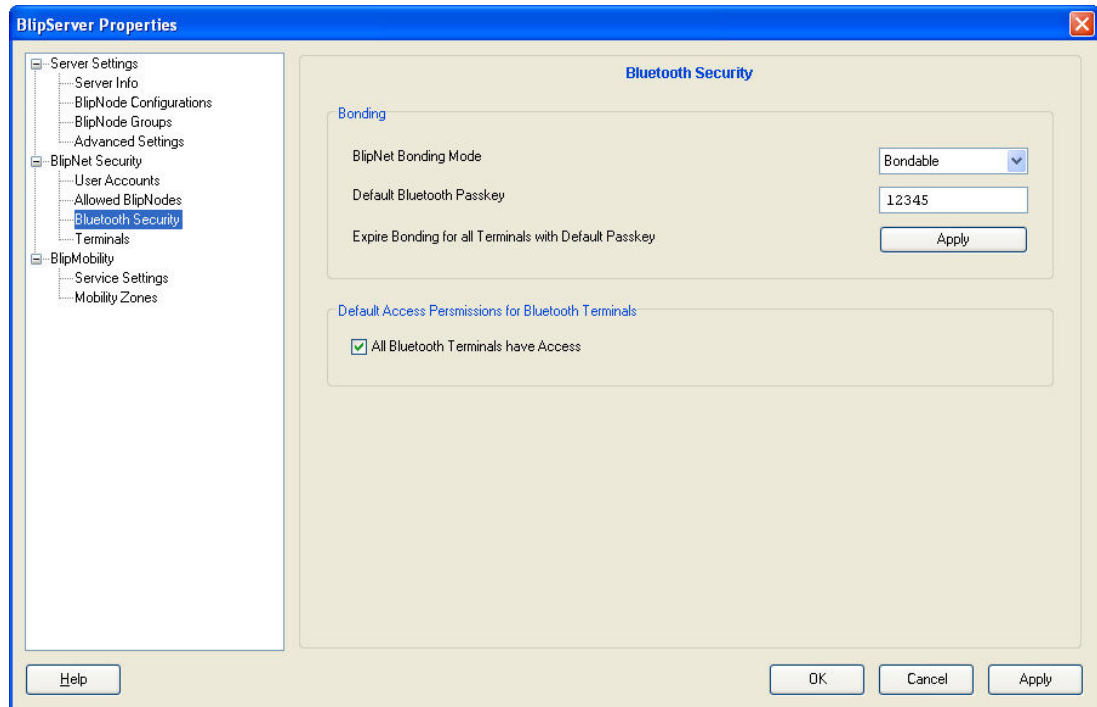 BlipServer Properties
Server Settings
Server Info
BlipNode Configurations
BlipNode Groups
Advanced Settings
BlipNet Security
User Accounts
Allowed BlipNodes
Bluetooth Security
Terminals
BlipMobility
Service Settings
Mobility Zones
Bluetooth Security
Bonding
BlipNet Bonding Mode
Bondable
Default Bluetooth Passkey
12345
Expire Bonding for all Terminals with Default Passkey
Apply
Default Access Persmissions for Bluetooth Terminals
All Bluetooth Terminals have Access
Help
OK
Cancel
Apply